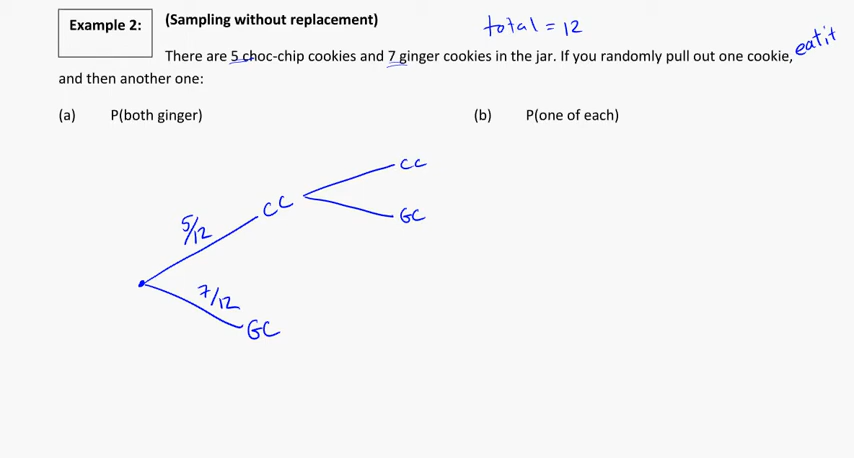 Example 2:
(Sampling without replacement)
total = 12
There are 5 choc-chip cookies and 7 ginger cookies in the jar. If you randomly pull out one cookie, eat it
and then another one:
(a) P(both ginger)
(b) P(one of each)
CC
CC
GC
5/12
7/12
GC